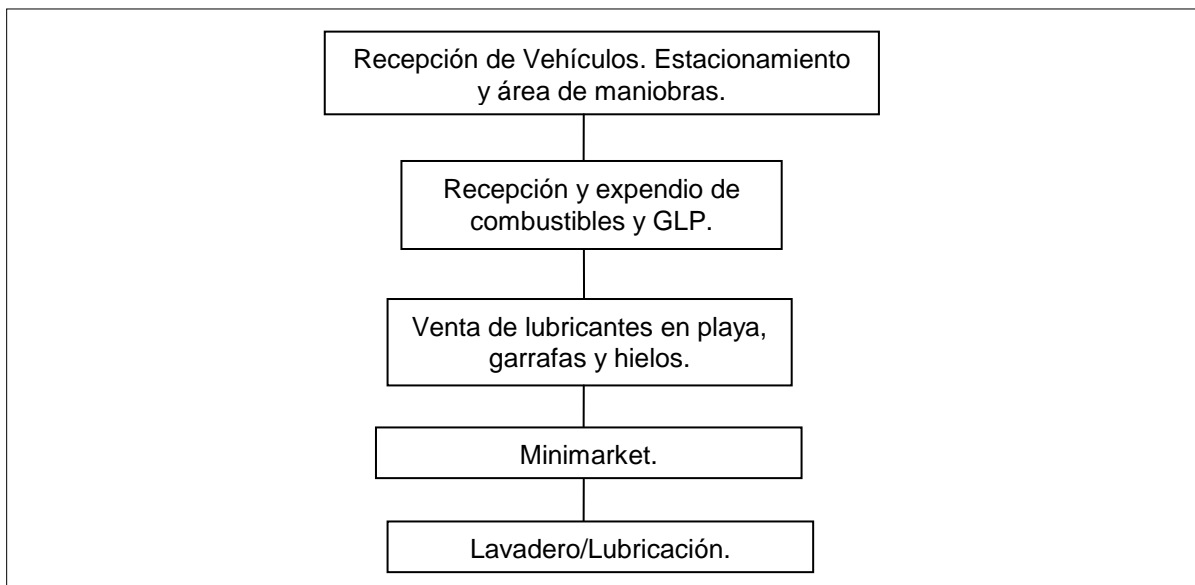 Recepción de Vehículos. Estacionamiento
y área de maniobras.
Recepción y expendio de
combustibles y GLP.
Venta de lubricantes en playa,
garrafas y hielos.
Minimarket.
Lavadero/Lubricación.